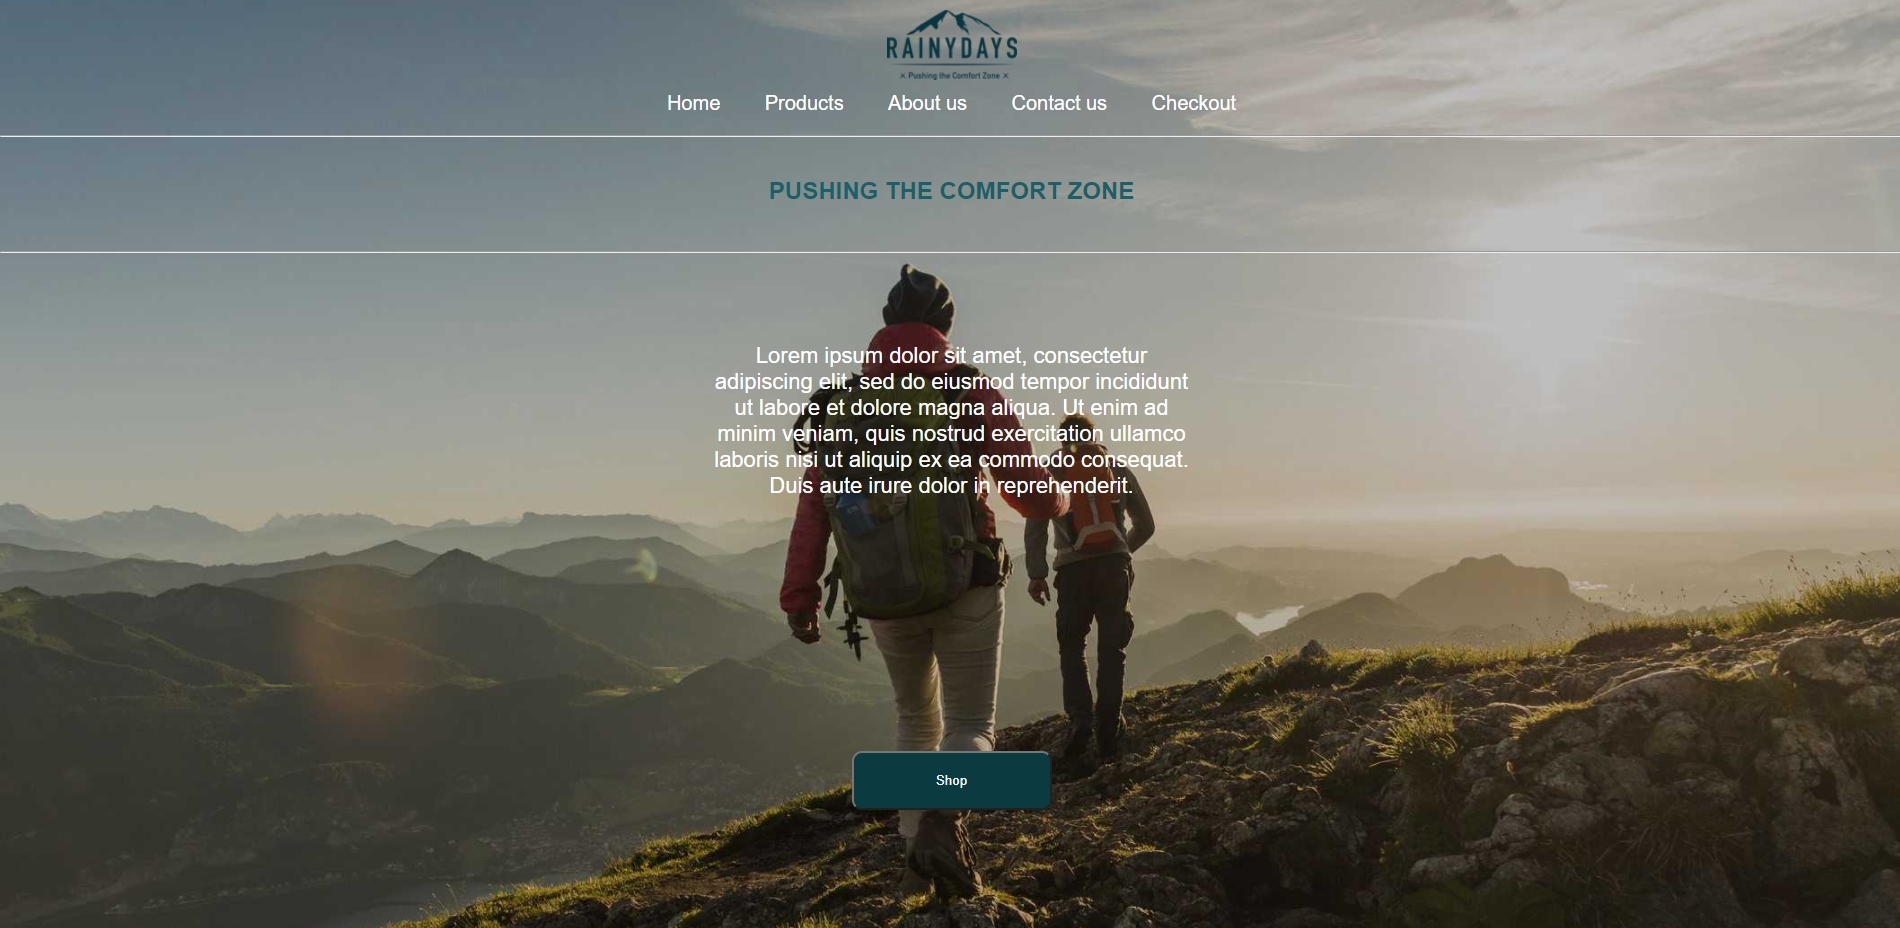 RAINYDAYS
× Pushing the Comfort Zone ×
Home Products About us Contact us Checkout
PUSHING THE COMFORT ZONE
Lorem ipsum dolor sit amet, consectetur
adipiscing elit, sed do eiusmod tempor incididunt
ut labore et dolore magna aliqua. Ut enim ad
minim veniam, quis nostrud exercitation ullamco
laboris nisi ut aliquip ex ea commodo consequat.
Duis aute irure dolor in reprehenderit.
Shop